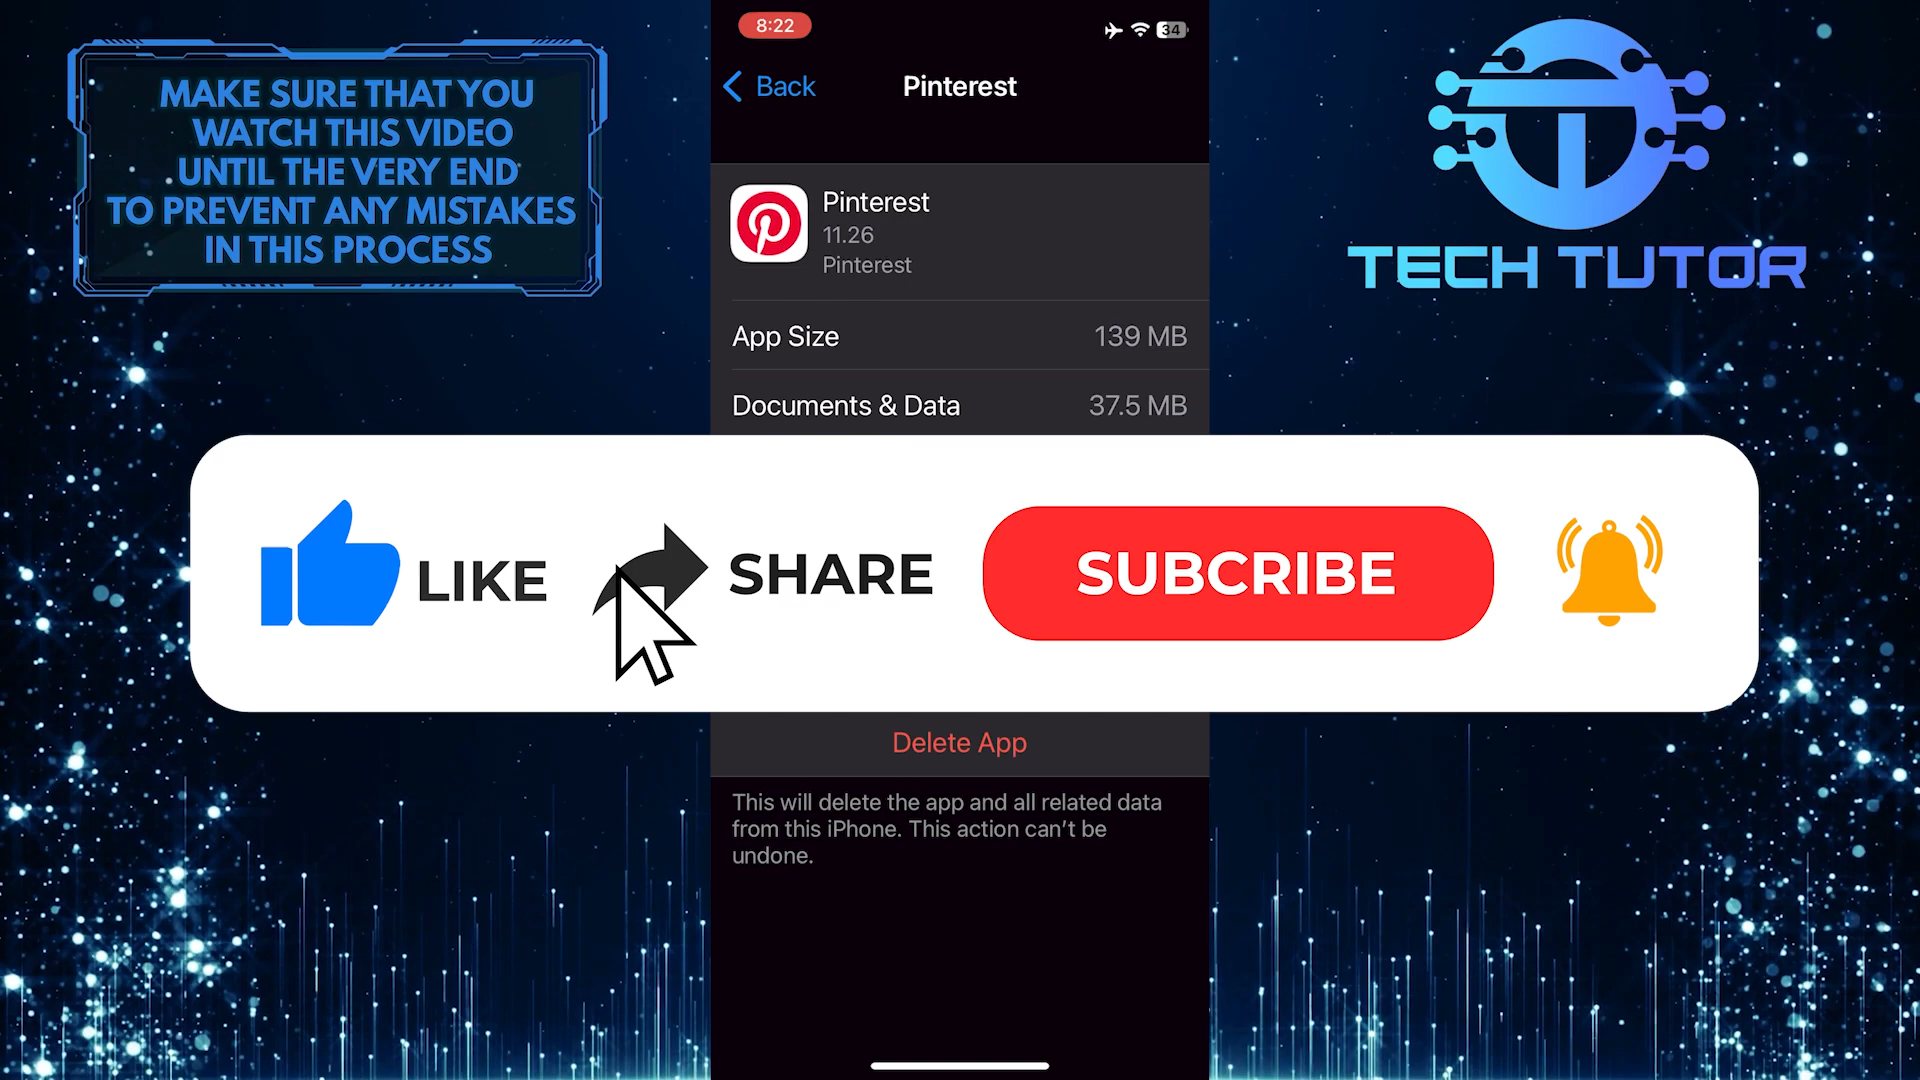 MAKE SURE THAT YOU
WATCH THIS VIDEO
UNTIL THE VERY END
TO PREVENT ANY MISTAKES
IN THIS PROCESS
8:22
34
Back
Pinterest
Pinterest
11.26
Pinterest
App Size
139 MB
Documents & Data
37.5 MB
TECH TUTOR
LIKE
SHARE
SUBCRIBE
Delete App
This will delete the app and all related data
from this iPhone. This action can't be
undone.